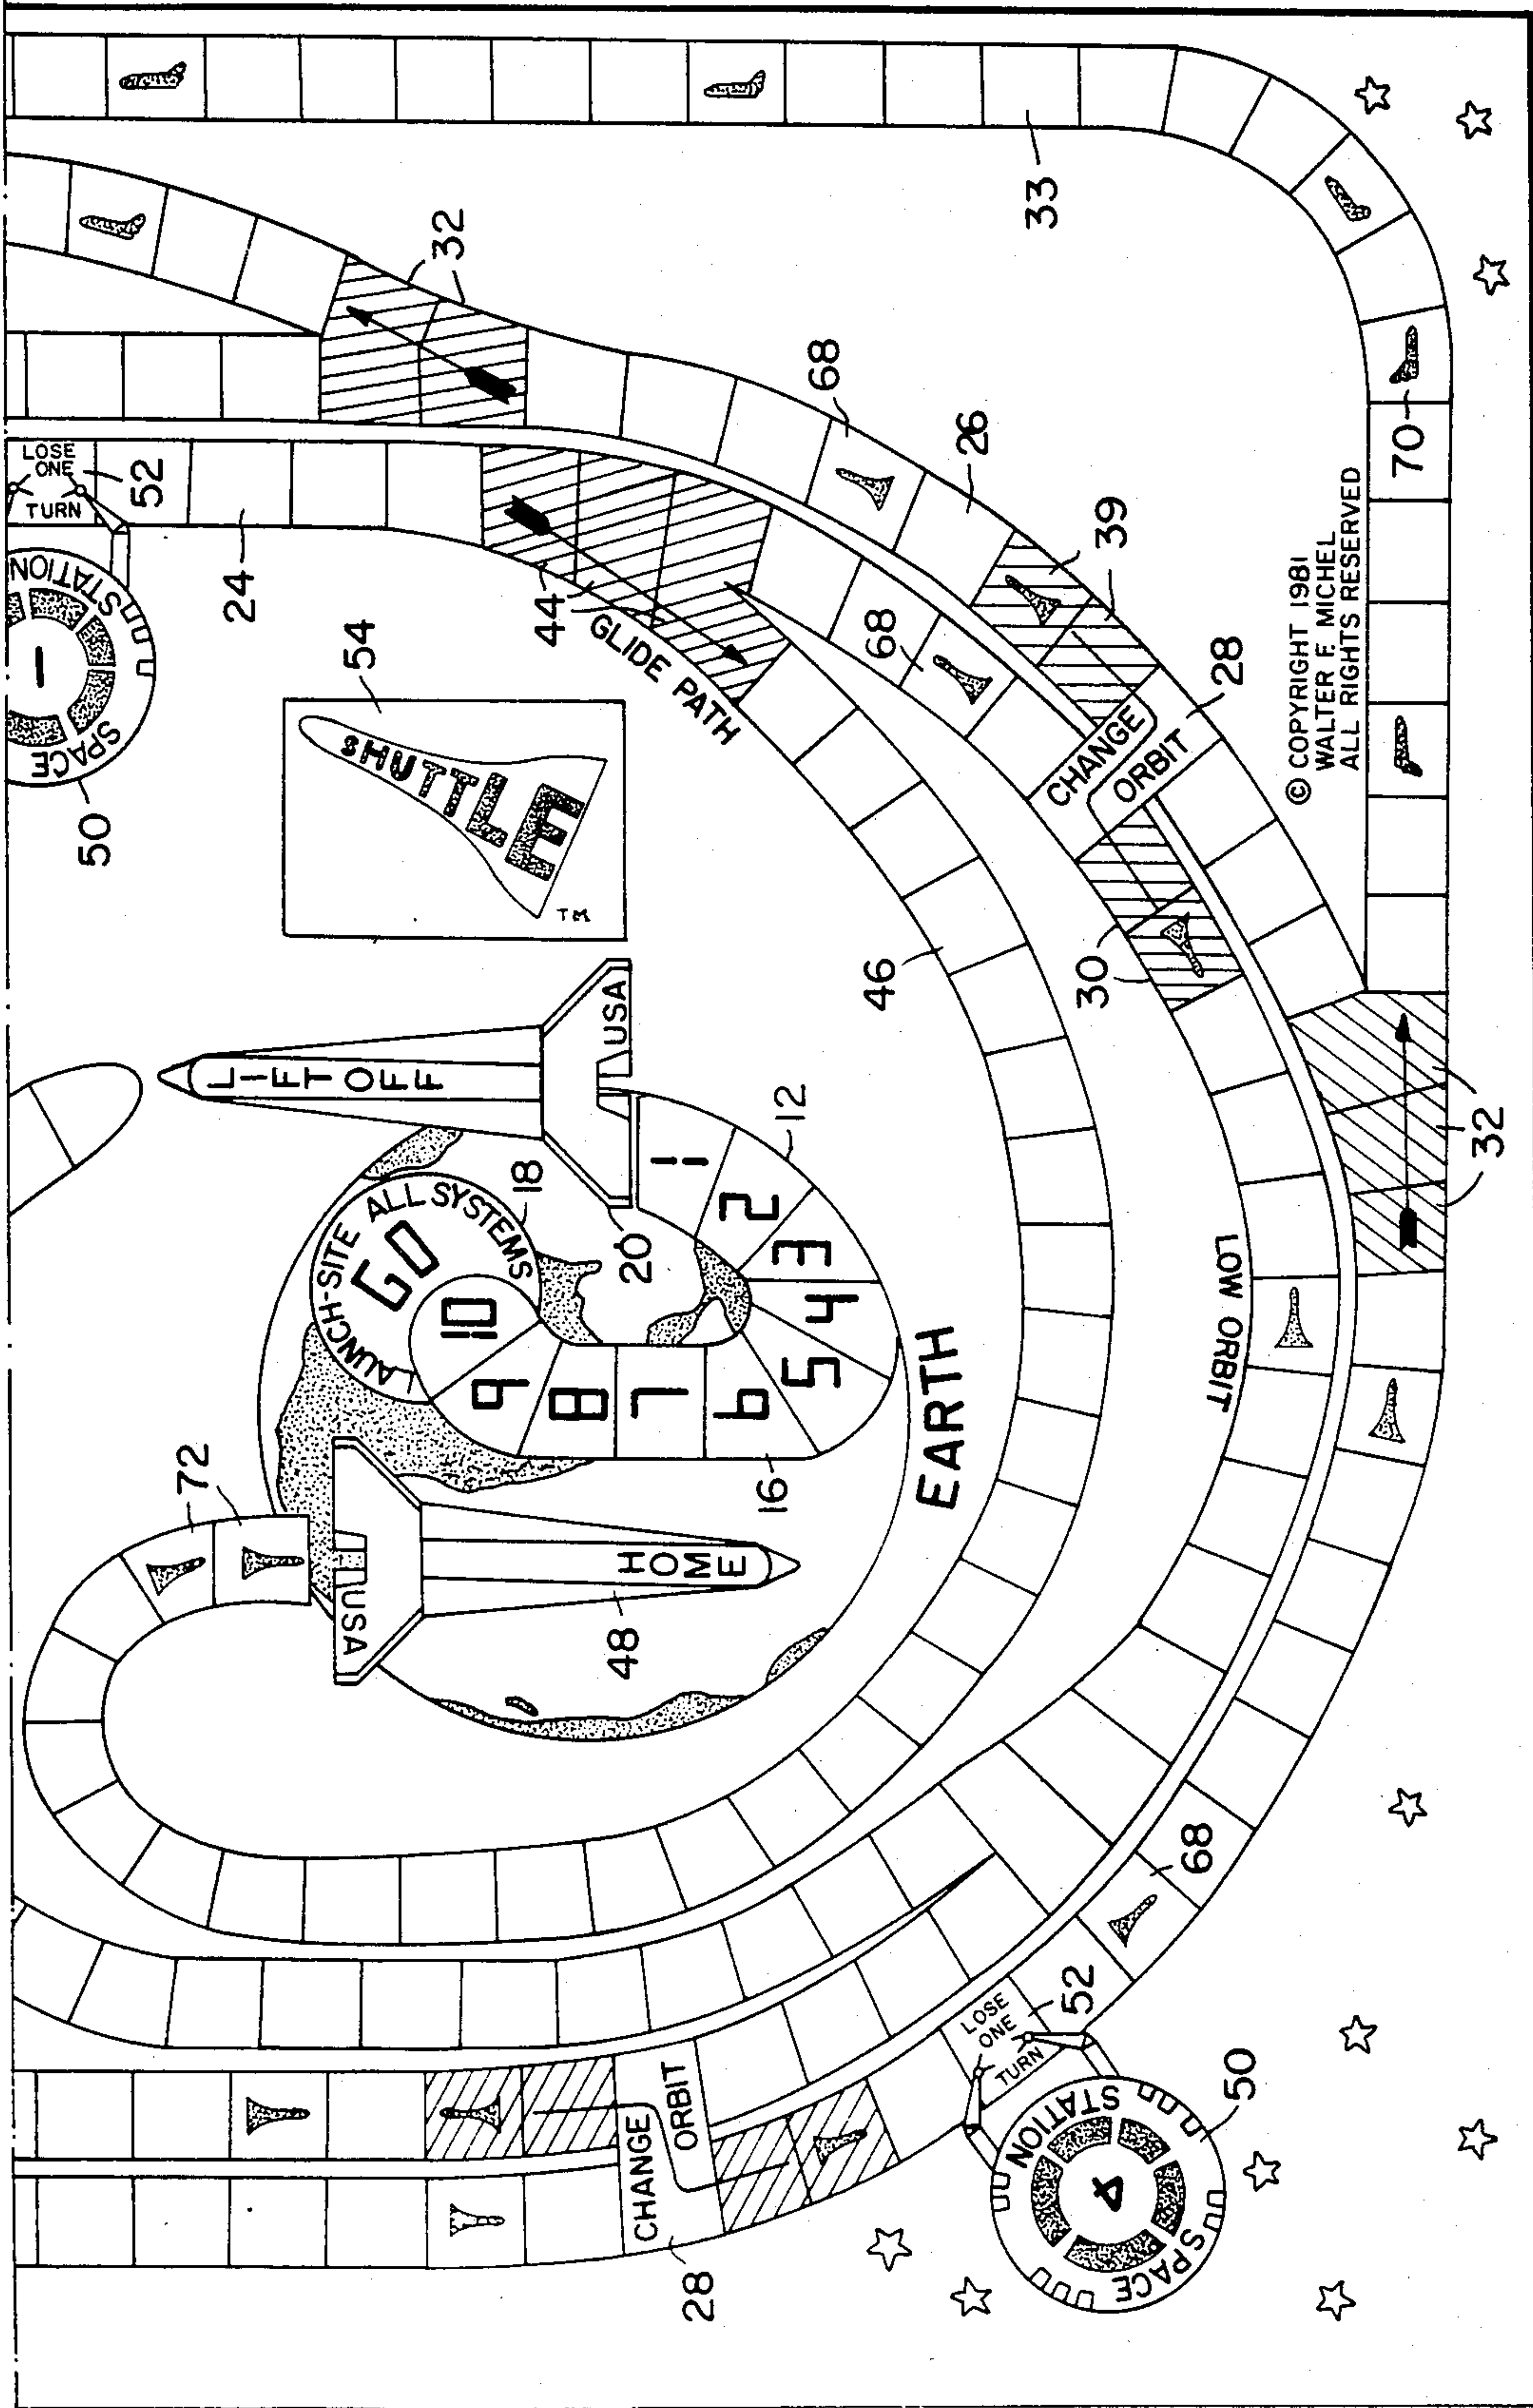 LOSE
ONE
TURN
52
24
SPACE STATION
1
50
54
SHUTTLE
TM
44
GLIDE PATH
32
33
68
26
39
68
CHANGE
ORBIT
28
30
46
70
© COPYRIGHT 1981
WALTER F. MICHEL
ALL RIGHTS RESERVED
32
LIFT OFF
USA
12
1
2
3
4
5
6
7
8
9
10
LAUNCH-SITE ALL SYSTEMS
GO
18
20
16
EARTH
LOW ORBIT
72
USA
HOME
48
68
LOSE
ONE
TURN
52
SPACE STATION
4
50
CHANGE
ORBIT
28